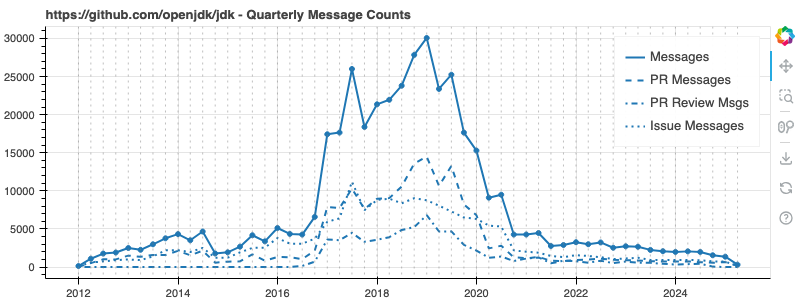 https://github.com/openjdk/jdk - Quarterly Message Counts
30000
25000
20000
15000
10000
5000
0
Messages
PR Messages
PR Review Msgs
Issue Messages
2012
2014
2016
2018
2020
2022
2024